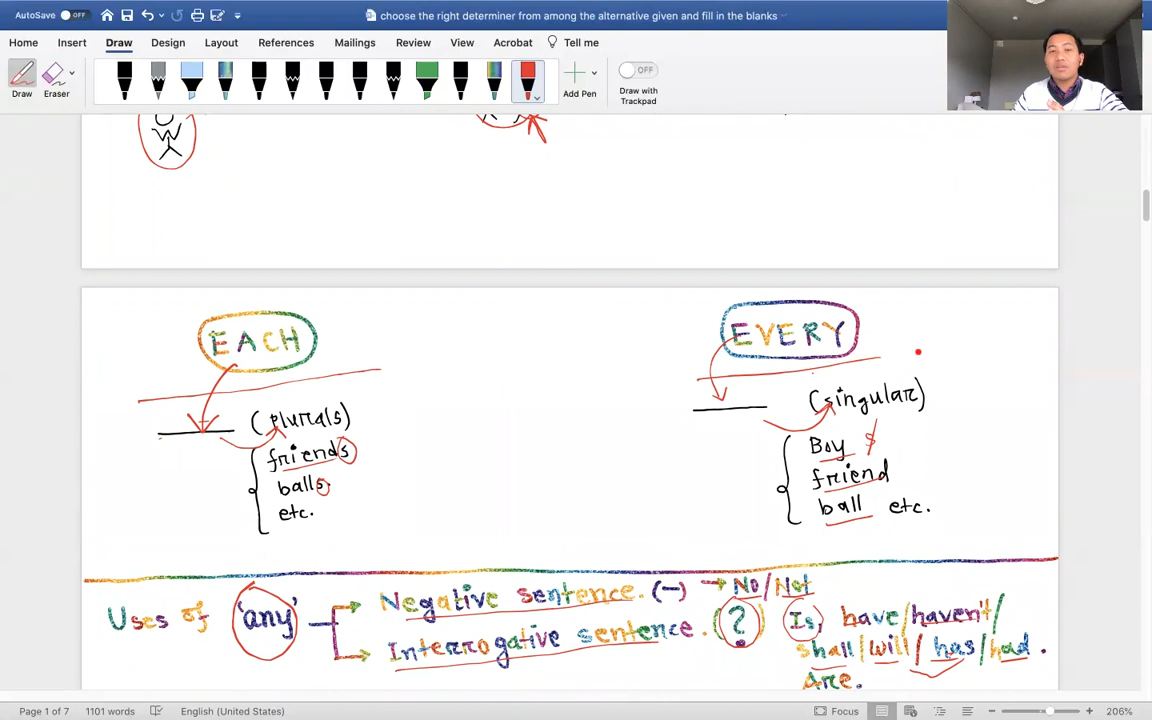 AutoSave OFF
choose the right determiner from among the alternative given and fill in the blanks
Home Insert Draw Design Layout References Mailings Review View Acrobat Tell me
Draw Eraser Add Pen Draw with Trackpad OFF
EACH
EVERY
(plurals)
(singular)
friends
Boy s
balls.
friend
etc.
ball etc.
Uses of 'any'
Negative sentence. (-) → No/Not
Interrogative sentence. (?)
Is, have/haven't/
shall/will/has/had.
Are.
Page 1 of 7 1101 words English (United States) Focus 206%